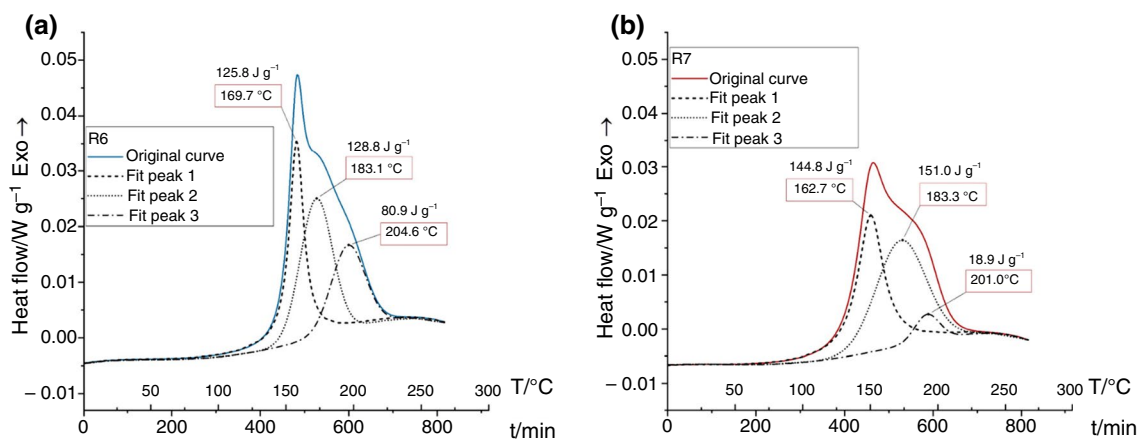 (a)
0.05
0.04
0.03
0.02
0.01
0.00
– 0.01
Heat flow/W g⁻¹ Exo →
R6
Original curve
Fit peak 1
Fit peak 2
Fit peak 3
125.8 J g⁻¹
169.7 °C
128.8 J g⁻¹
183.1 °C
80.9 J g⁻¹
204.6 °C
50 100 150 200 250 300 T/°C
0 200 400 600 800 t/min
(b)
0.05
0.04
0.03
0.02
0.01
0.00
– 0.01
Heat flow/W g⁻¹ Exo →
R7
Original curve
Fit peak 1
Fit peak 2
Fit peak 3
144.8 J g⁻¹
162.7 °C
151.0 J g⁻¹
183.3 °C
18.9 J g⁻¹
201.0°C
50 100 150 200 250 300 T/°C
0 200 400 600 800 t/min